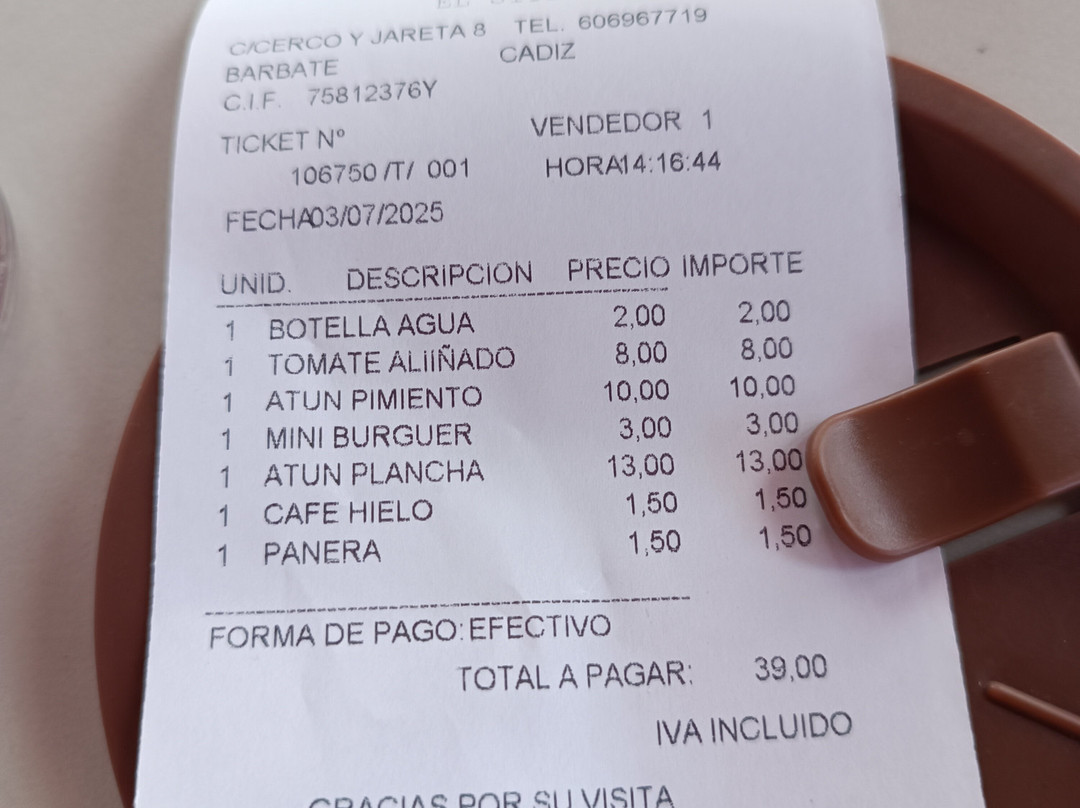 C/CERCO Y JARETA 8 TEL. 606967719
BARBATE CADIZ
C.I.F. 75812376Y
TICKET Nº VENDEDOR 1
106750 /T/ 001 HORA14:16:44
FECHA03/07/2025
UNID. DESCRIPCION PRECIO IMPORTE
1 BOTELLA AGUA 2,00 2,00
1 TOMATE ALIIÑADO 8,00 8,00
1 ATUN PIMIENTO 10,00 10,00
1 MINI BURGUER 3,00 3,00
1 ATUN PLANCHA 13,00 13,00
1 CAFE HIELO 1,50 1,50
1 PANERA 1,50 1,50
FORMA DE PAGO:EFECTIVO
TOTAL A PAGAR: 39,00
IVA INCLUIDO
GRACIAS POR SU VISITA